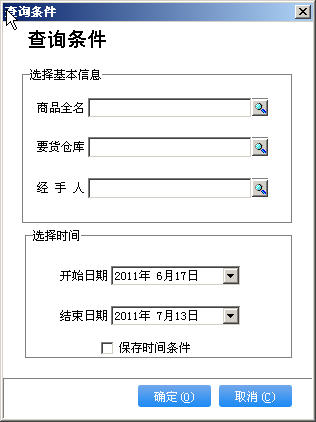 查询条件
查询条件
选择基本信息
商品全名
要货仓库
经 手 人
选择时间
开始日期 2011年 6月17日
结束日期 2011年 7月13日
保存时间条件
确定(O) 取消(C)